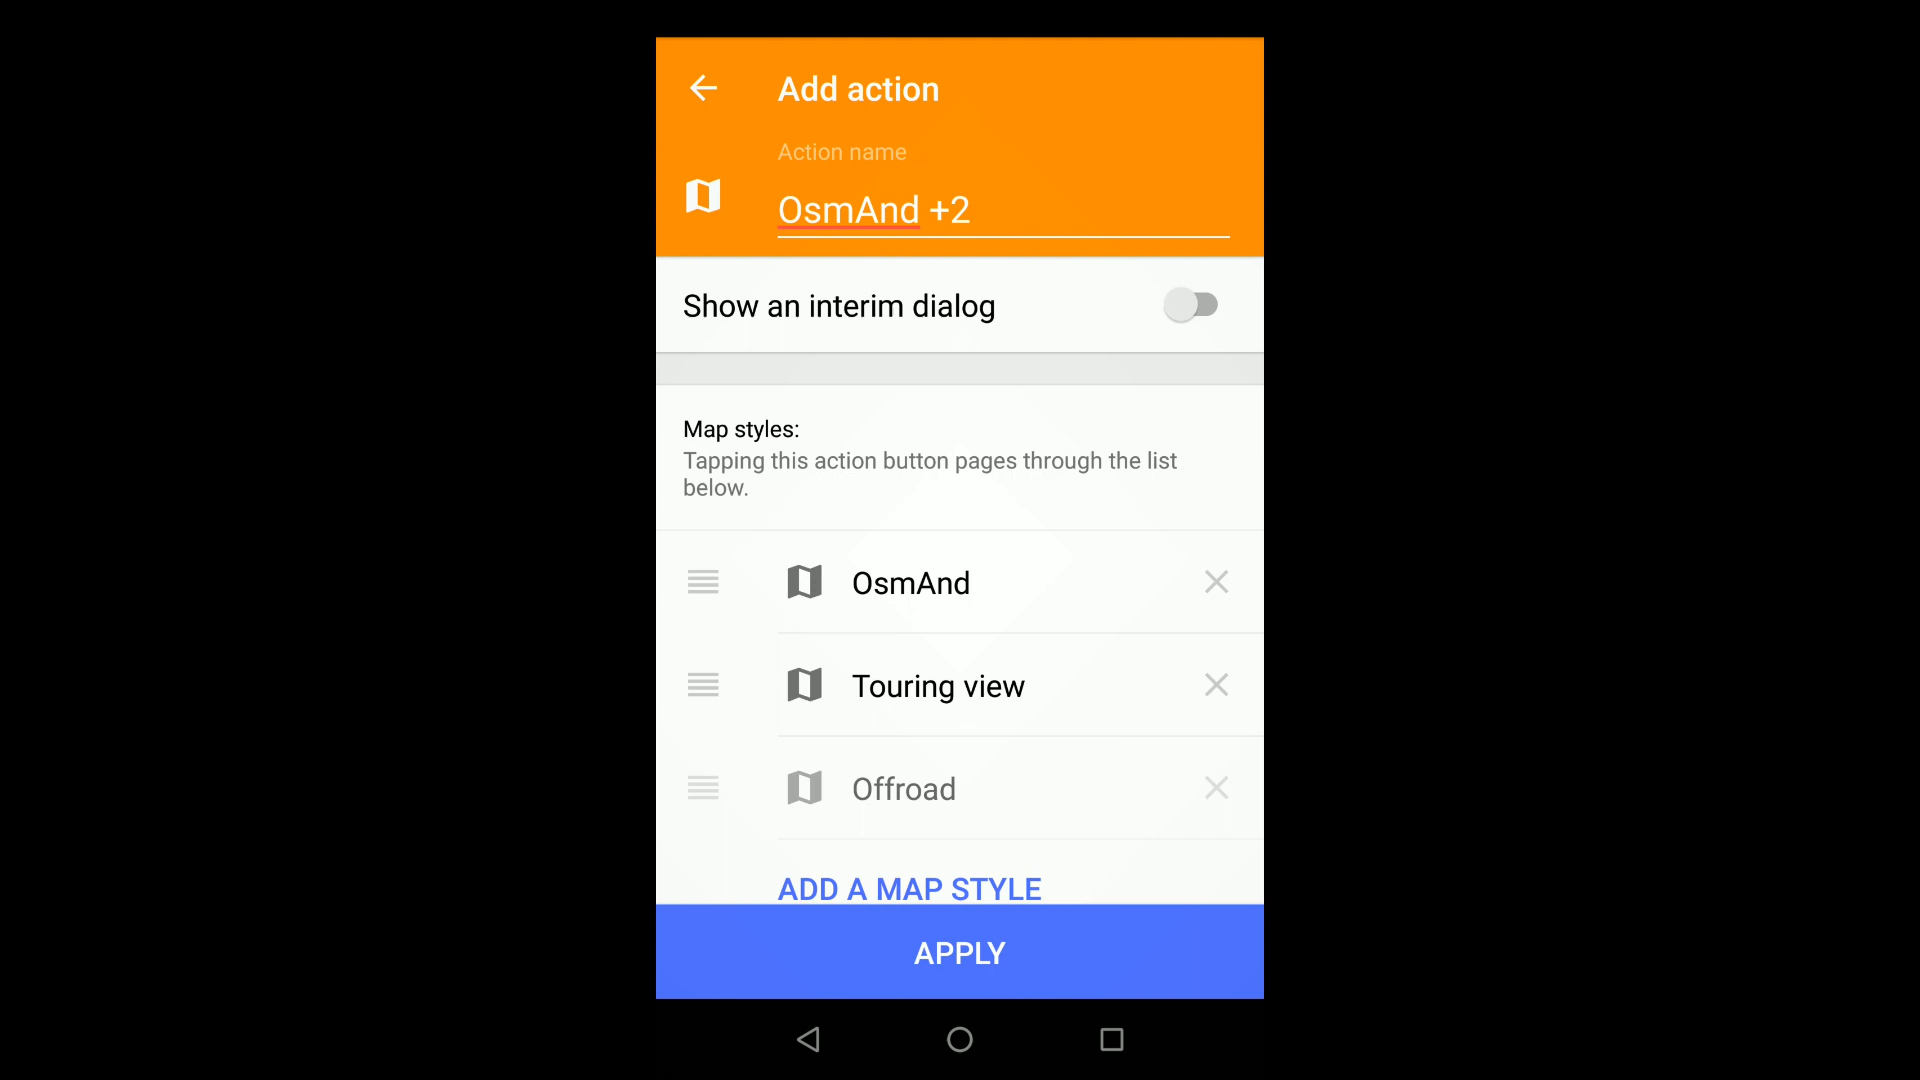 Add action
Action name
OsmAnd +2
Show an interim dialog
Map styles:
Tapping this action button pages through the list
below.
OsmAnd
Touring view
Offroad
ADD A MAP STYLE
APPLY